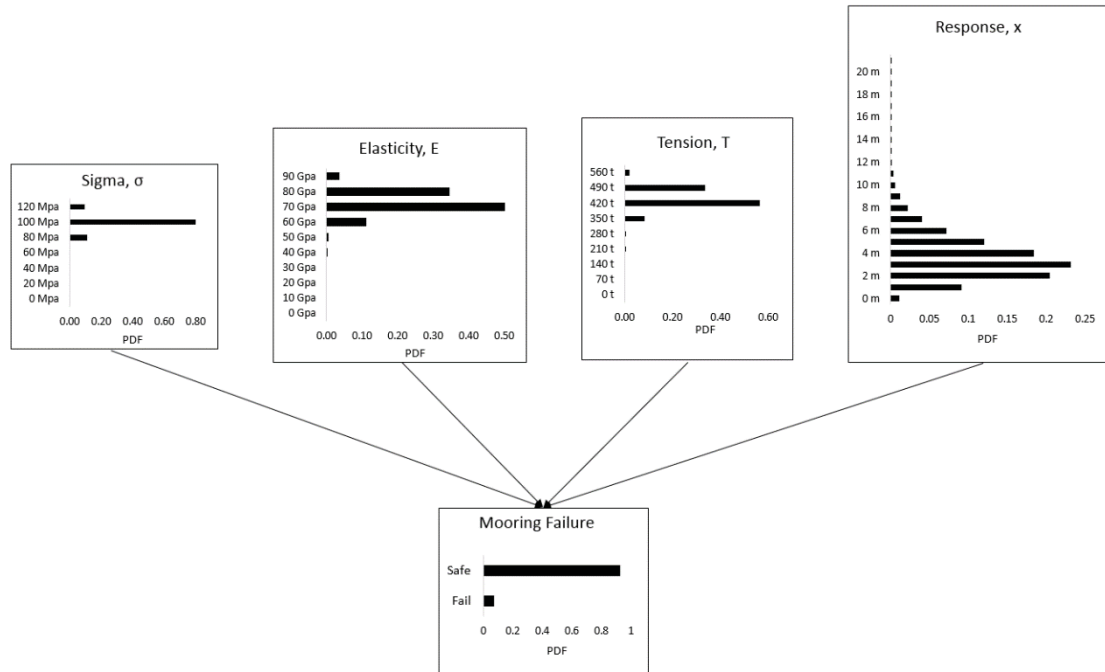 Response, x
20 m
18 m
16 m
14 m
12 m
10 m
8 m
6 m
4 m
2 m
0 m
0 0.05 0.1 0.15 0.2 0.25
PDF
Tension, T
560 t
490 t
420 t
350 t
280 t
210 t
140 t
70 t
0 t
0.00 0.20 0.40 0.60
PDF
Elasticity, E
90 Gpa
80 Gpa
70 Gpa
60 Gpa
50 Gpa
40 Gpa
30 Gpa
20 Gpa
10 Gpa
0 Gpa
0.00 0.10 0.20 0.30 0.40 0.50
PDF
Sigma, σ
120 Mpa
100 Mpa
80 Mpa
60 Mpa
40 Mpa
20 Mpa
0 Mpa
0.00 0.20 0.40 0.60 0.80
PDF
Mooring Failure
Safe
Fail
0 0.2 0.4 0.6 0.8 1
PDF